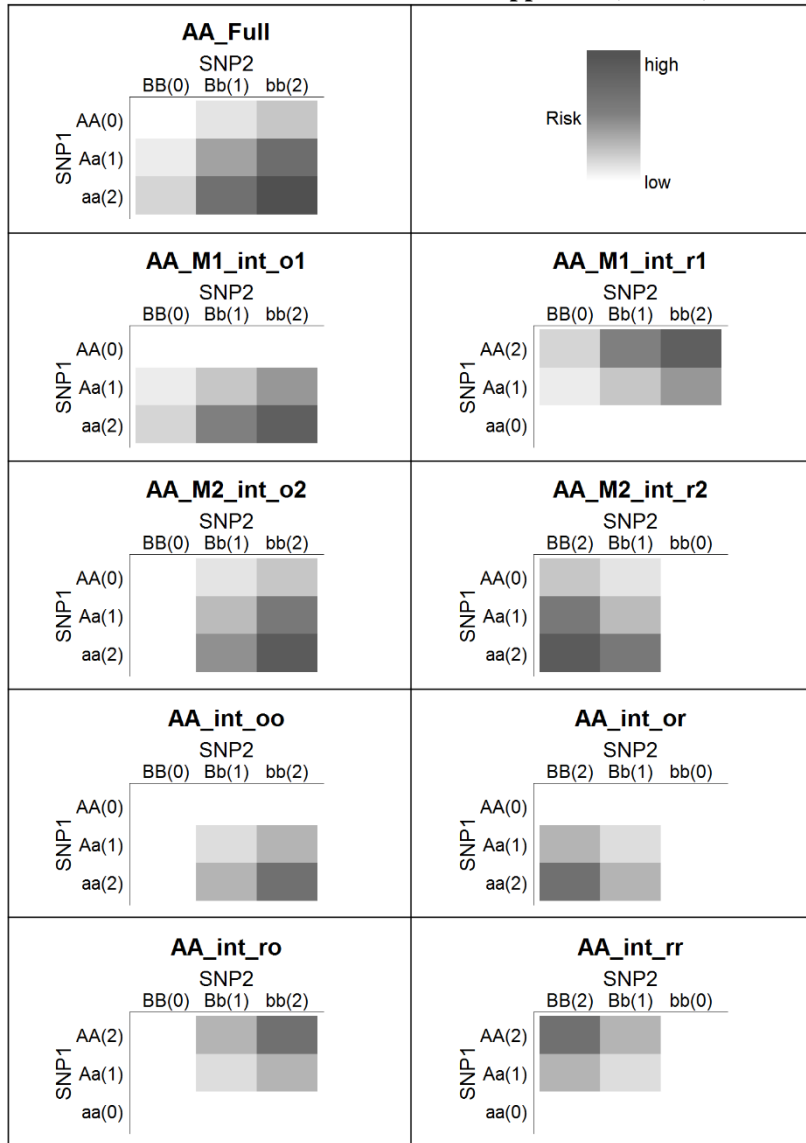 AA_Full
SNP2
BB(0) Bb(1) bb(2)
SNP1
AA(0)
Aa(1)
aa(2)
high
Risk
low
AA_M1_int_o1
SNP2
BB(0) Bb(1) bb(2)
SNP1
AA(0)
Aa(1)
aa(2)
AA_M1_int_r1
SNP2
BB(0) Bb(1) bb(2)
SNP1
AA(2)
Aa(1)
aa(0)
AA_M2_int_o2
SNP2
BB(0) Bb(1) bb(2)
SNP1
AA(0)
Aa(1)
aa(2)
AA_M2_int_r2
SNP2
BB(2) Bb(1) bb(0)
SNP1
AA(0)
Aa(1)
aa(2)
AA_int_oo
SNP2
BB(0) Bb(1) bb(2)
SNP1
AA(0)
Aa(1)
aa(2)
AA_int_or
SNP2
BB(2) Bb(1) bb(0)
SNP1
AA(0)
Aa(1)
aa(2)
AA_int_ro
SNP2
BB(0) Bb(1) bb(2)
SNP1
AA(2)
Aa(1)
aa(0)
AA_int_rr
SNP2
BB(2) Bb(1) bb(0)
SNP1
AA(2)
Aa(1)
aa(0)